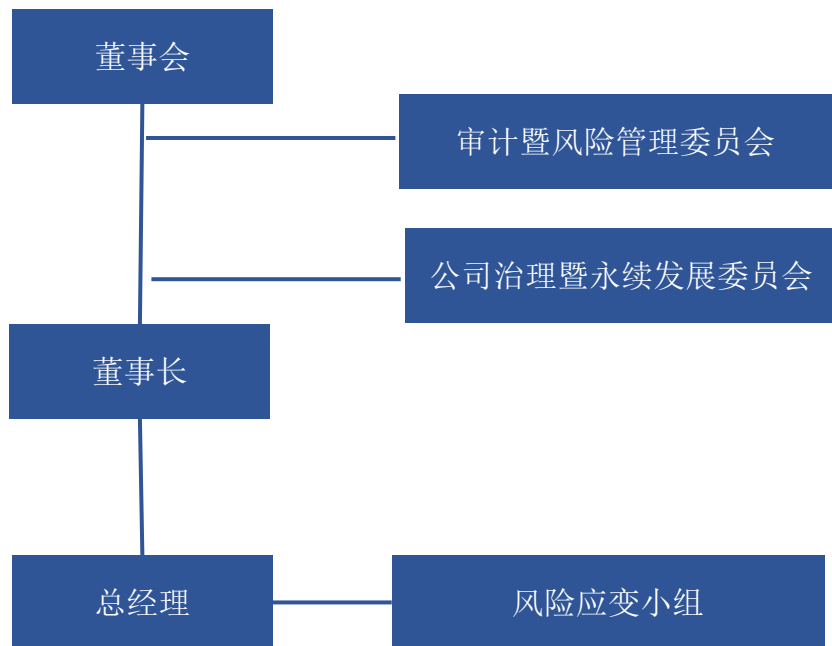 董事会
审计暨风险管理委员会
公司治理暨永续发展委员会
董事长
总经理
风险应变小组